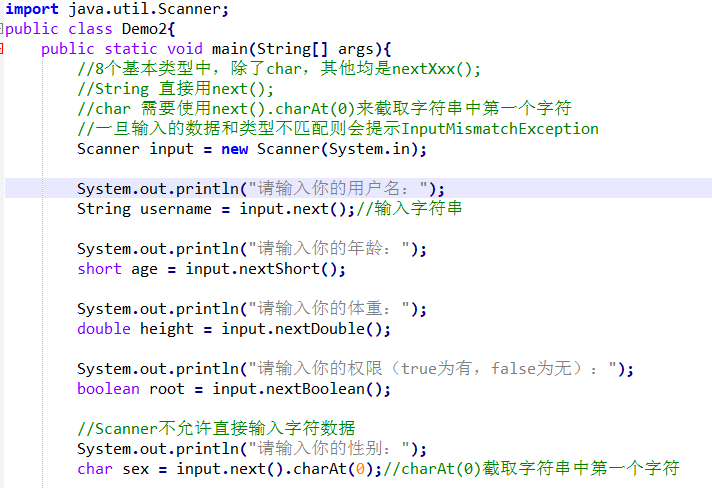 import java.util.Scanner;
public class Demo2{
public static void main(String[] args){
//8个基本类型中，除了char，其他均是nextXxx();
//String 直接用next();
//char 需要使用next().charAt(0)来截取字符串中第一个字符
//一旦输入的数据和类型不匹配则会提示InputMismatchException
Scanner input = new Scanner(System.in);
System.out.println("请输入你的用户名：");
String username = input.next();//输入字符串
System.out.println("请输入你的年龄：");
short age = input.nextShort();
System.out.println("请输入你的体重：");
double height = input.nextDouble();
System.out.println("请输入你的权限（true为有，false为无）：");
boolean root = input.nextBoolean();
//Scanner不允许直接输入字符数据
System.out.println("请输入你的性别：");
char sex = input.next().charAt(0);//charAt(0)截取字符串中第一个字符